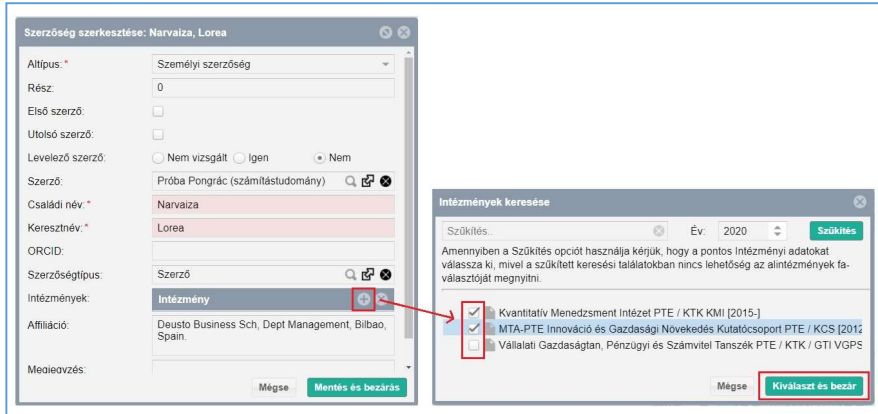 Szerzőség szerkesztése: Narvaiza, Lorea
Altípus: * Személyi szerzőség
Rész: 0
Első szerző:
Utolsó szerző:
Levelező szerző: Nem vizsgált Igen Nem
Szerző: Próba Pongrác (számítástudomány)
Családi név: * Narvaiza
Keresztnév: * Lorea
ORCID:
Szerzőségtípus: Szerző
Intézmények: Intézmény
Affiliáció: Deusto Business Sch, Dept Management, Bilbao,
Spain.
Megjegyzés:
Mégse Mentés és bezárás
Intézmények keresése
Szűkítés.. Év: 2020 Szűkítés
Amennyiben a Szűkítés opciót használja kérjük, hogy a pontos Intézményi adatokat
válassza ki, mivel a szűkített keresési találatokban nincs lehetőség az alintézmények fa-
választóját megnyitni.
Kvantitatív Menedzsment Intézet PTE / KTK KMI [2015-]
MTA-PTE Innováció és Gazdasági Növekedés Kutatócsoport PTE / KCS [2012
Vállalati Gazdaságtan, Pénzügyi és Számvitel Tanszék PTE / KTK / GTI VGPS
Mégse Kiválaszt és bezár